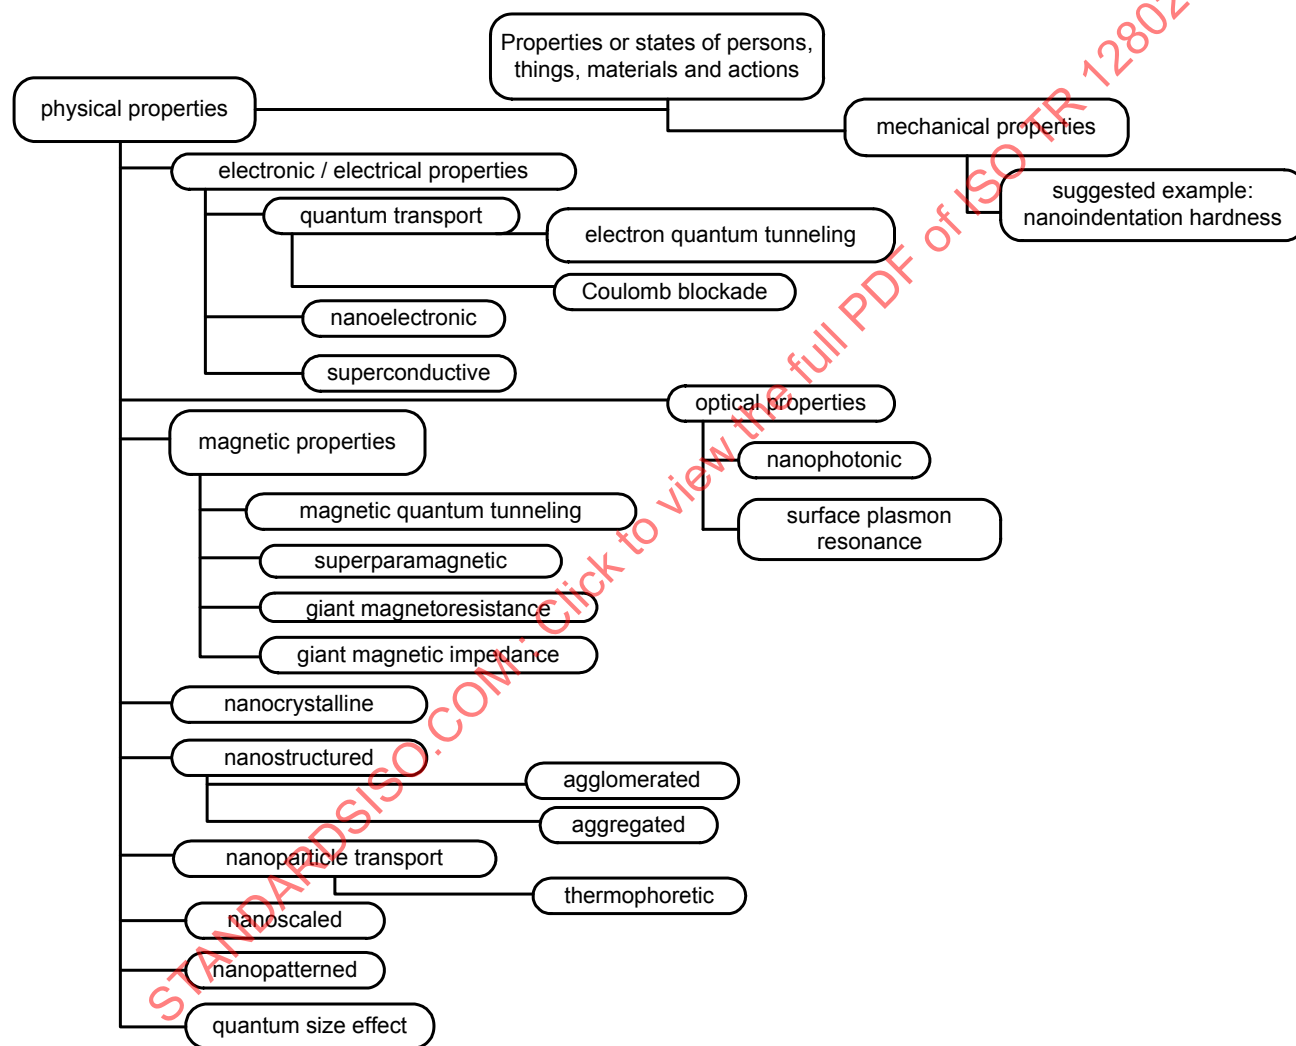 Properties or states of persons,
things, materials and actions
physical properties
mechanical properties
electronic / electrical properties
suggested example:
nanoindentation hardness
quantum transport
electron quantum tunneling
Coulomb blockade
nanoelectronic
superconductive
optical properties
magnetic properties
nanophotonic
magnetic quantum tunneling
surface plasmon
resonance
superparamagnetic
giant magnetoresistance
giant magnetic impedance
nanocrystalline
nanostructured
agglomerated
aggregated
nanoparticle transport
thermophoretic
nanoscaled
nanopatterned
quantum size effect
STANDARDSISO.COM : Click to view the full PDF of ISO TR 12802